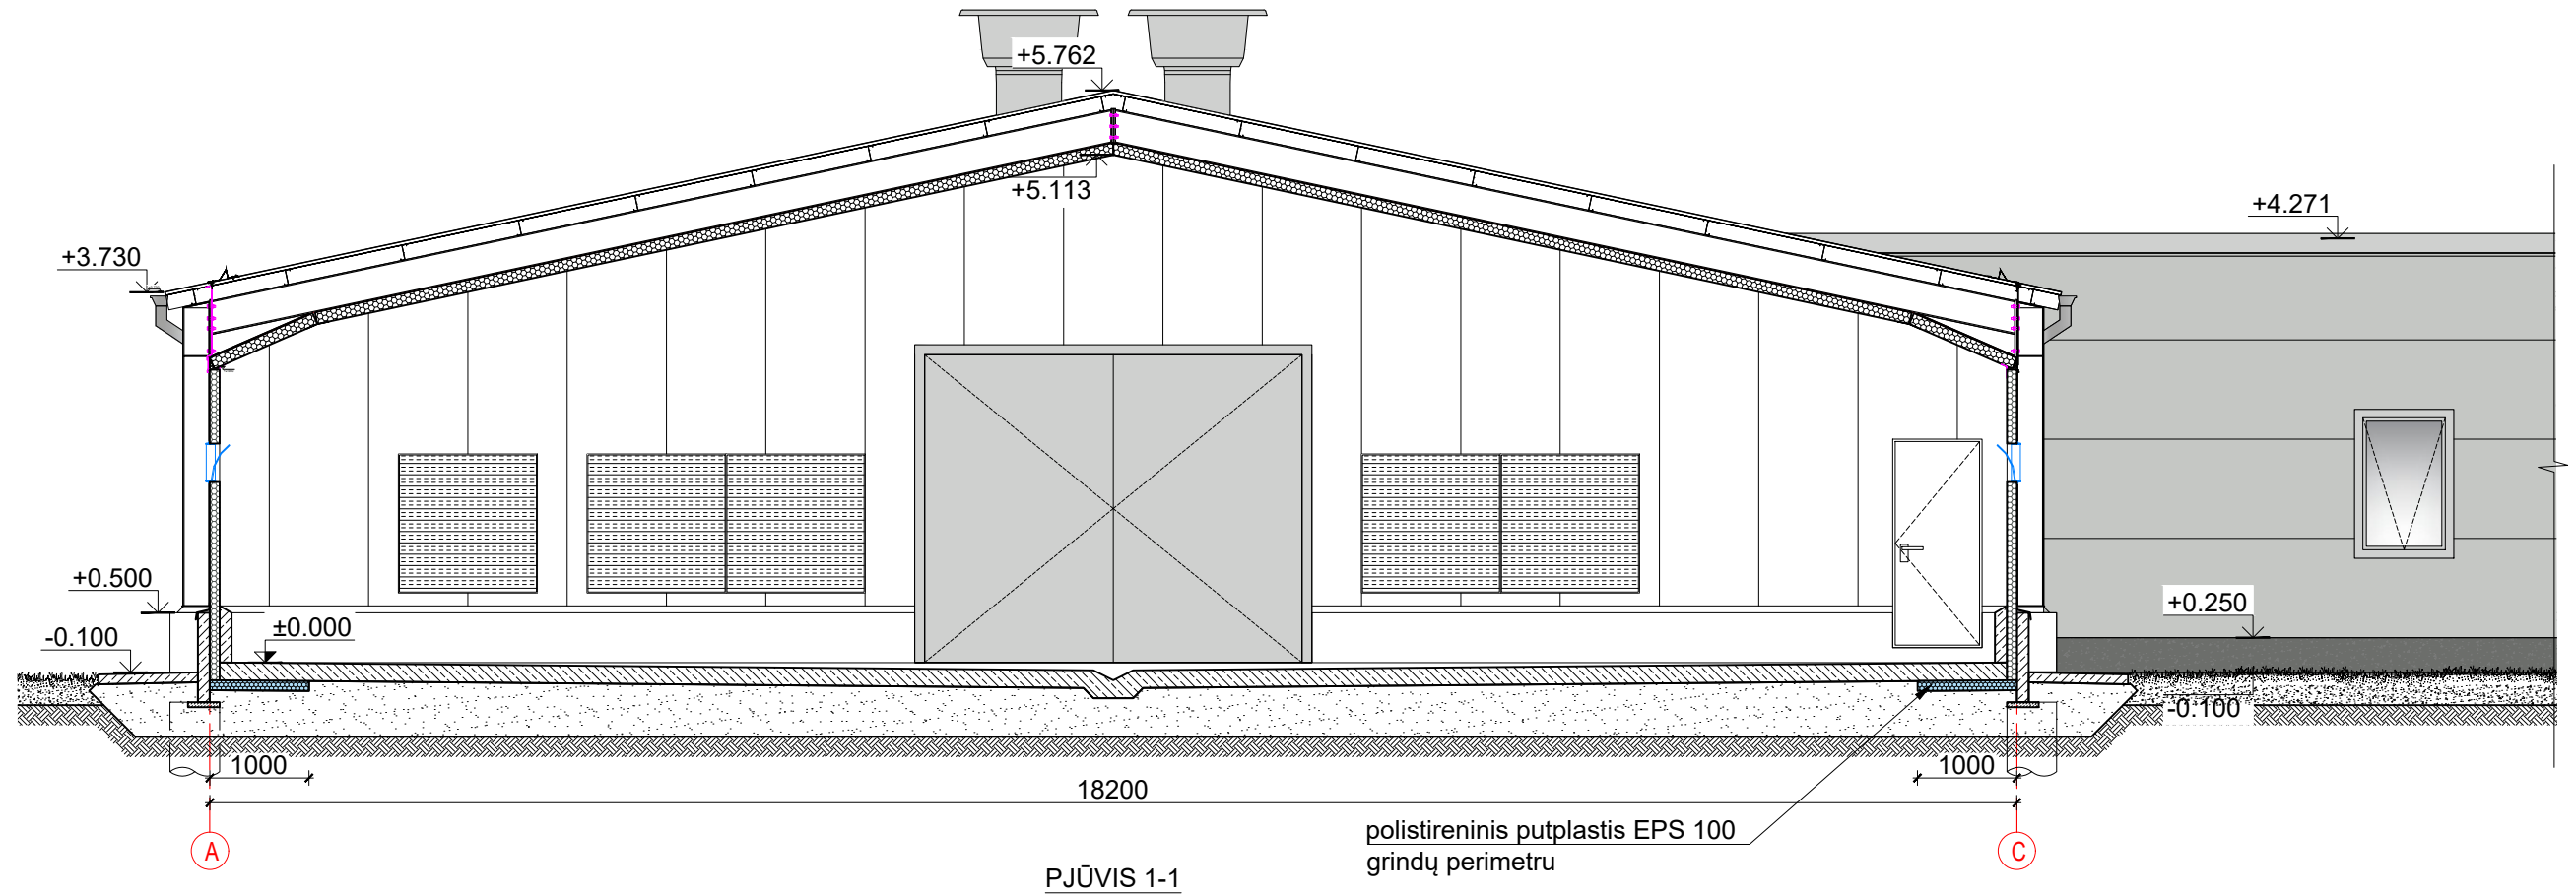 +5.762
+5.113
+4.271
+3.730
+0.500
+0.250
±0.000
-0.100
-0.100
1000
1000
18200
polistireninis putplastis EPS 100
grindų perimetru
A
C
PJŪVIS 1-1